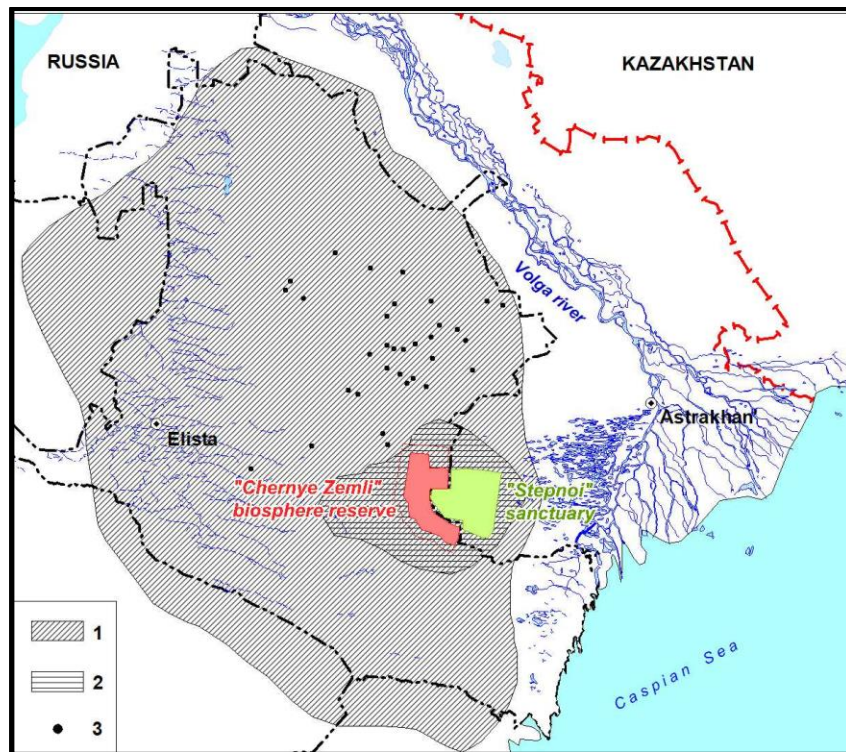 RUSSIA
KAZAKHSTAN
Volga river
Astrakhan'
Elista
"Chernye Zemli"
biosphere reserve
"Stepnoi"
sanctuary
Caspian Sea
1
2
3